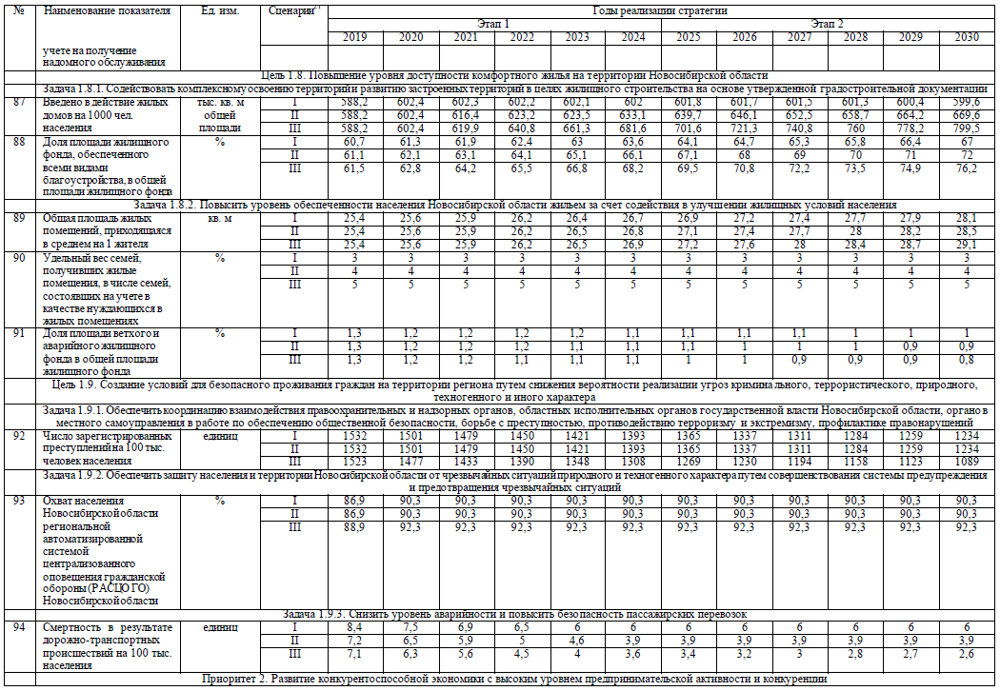 № Наименование показателя Ед. изм. Сценарии Годы реализации стратегии
Этап 1 Этап 2
2019 2020 2021 2022 2023 2024 2025 2026 2027 2028 2029 2030
учете на получение
надомного обслуживания
Цель 1.8. Повышение уровня доступности комфортного жилья на территории Новосибирской области
Задача 1.8.1. Содействовать комплексному освоению территорий и развитию застроенных территорий в целях жилищного строительства на основе утвержденной градостроительной документации
87 Введено в действие жилых тыс. кв. м I 588,2 602,4 602,3 602,2 602,1 602 601,8 601,7 601,5 601,3 600,4 599,6
домов на 1000 чел. общей II 588,2 602,4 616,4 623,2 623,5 633,1 639,7 646,1 652,5 658,7 664,2 669,6
населения площади III 588,2 602,4 619,9 640,8 661,3 681,6 701,6 721,3 740,8 760 778,2 799,5
88 Доля площади жилищного % I 60,7 61,3 61,9 62,4 63 63,6 64,1 64,7 65,3 65,8 66,4 67
фонда, обеспеченного II 61,1 62,1 63,1 64,1 65,1 66,1 67,1 68 69 70 71 72
всеми видами III 61,5 62,8 64,2 65,5 66,8 68,2 69,5 70,8 72,2 73,5 74,9 76,2
благоустройства, в общей
площади жилищного фонда
Задача 1.8.2. Повысить уровень обеспеченности населения Новосибирской области жильем за счет содействия в улучшении жилищных условий населения
89 Общая площадь жилых кв. м I 25,4 25,6 25,9 26,2 26,4 26,7 26,9 27,2 27,4 27,7 27,9 28,1
помещений, приходящаяся II 25,4 25,6 25,9 26,2 26,5 26,8 27,1 27,4 27,7 28 28,2 28,5
в среднем на 1 жителя III 25,4 25,6 25,9 26,2 26,5 26,9 27,2 27,6 28 28,4 28,7 29,1
90 Удельный вес семей, % I 3 3 3 3 3 3 3 3 3 3 3 3
получивших жилые II 4 4 4 4 4 4 4 4 4 4 4 4
помещения, в числе семей, III 5 5 5 5 5 5 5 5 5 5 5 5
состоявших на учете в
качестве нуждающихся в
жилых помещениях
91 Доля площади ветхого и % I 1,3 1,2 1,2 1,2 1,2 1,1 1,1 1,1 1,1 1 1 1
аварийного жилищного II 1,3 1,2 1,2 1,2 1,1 1,1 1,1 1 1 1 0,9 0,9
фонда в общей площади III 1,3 1,2 1,2 1,1 1,1 1,1 1 1 0,9 0,9 0,9 0,8
жилищного фонда
Цель 1.9. Создание условий для безопасного проживания граждан на территории региона путем снижения вероятности реализации угроз криминального, террористического, природного,
техногенного и иного характера
Задача 1.9.1. Обеспечить координацию взаимодействия правоохранительных и надзорных органов, областных исполнительных органов государственной власти Новосибирской области, органо в
местного самоуправления в работе по обеспечению общественной безопасности, борьбе с преступностью, противодействию терроризму и экстремизму, профилактике правонарушений
92 Число зарегистрированных единиц I 1532 1501 1479 1450 1421 1393 1365 1337 1311 1284 1259 1234
преступлений на 100 тыс. II 1532 1501 1479 1450 1421 1393 1365 1337 1311 1284 1259 1234
человек населения III 1523 1477 1433 1390 1348 1308 1269 1230 1194 1158 1123 1089
Задача 1.9.2. Обеспечить защиту населения и территории Новосибирской области от чрезвычайных ситуаций природного и техногенного характера путем совершенствования системы предупреждения
и предотвращения чрезвычайных ситуаций
93 Охват населения % I 86,9 90,3 90,3 90,3 90,3 90,3 90,3 90,3 90,3 90,3 90,3 90,3
Новосибирской области II 86,9 90,3 90,3 90,3 90,3 90,3 90,3 90,3 90,3 90,3 90,3 90,3
региональной III 88,9 92,3 92,3 92,3 92,3 92,3 92,3 92,3 92,3 92,3 92,3 92,3
автоматизированной
системой
централизованного
оповещения гражданской
обороны (РАСЦО ГО)
Новосибирской области
Задача 1.9.3. Снизить уровень аварийности и повысить безопасность пассажирских перевозок
94 Смертность в результате единиц I 8,4 7,5 6,9 6,5 6 6 6 6 6 6 6 6
дорожно-транспортных II 7,2 6,5 5,9 5 4,6 3,9 3,9 3,9 3,9 3,9 3,9 3,9
происшествий на 100 тыс. III 7,1 6,3 5,6 4,5 4 3,6 3,4 3,2 3 2,8 2,7 2,6
населения
Приоритет 2. Развитие конкурентоспособной экономики с высоким уровнем предпринимательской активности и конкуренции